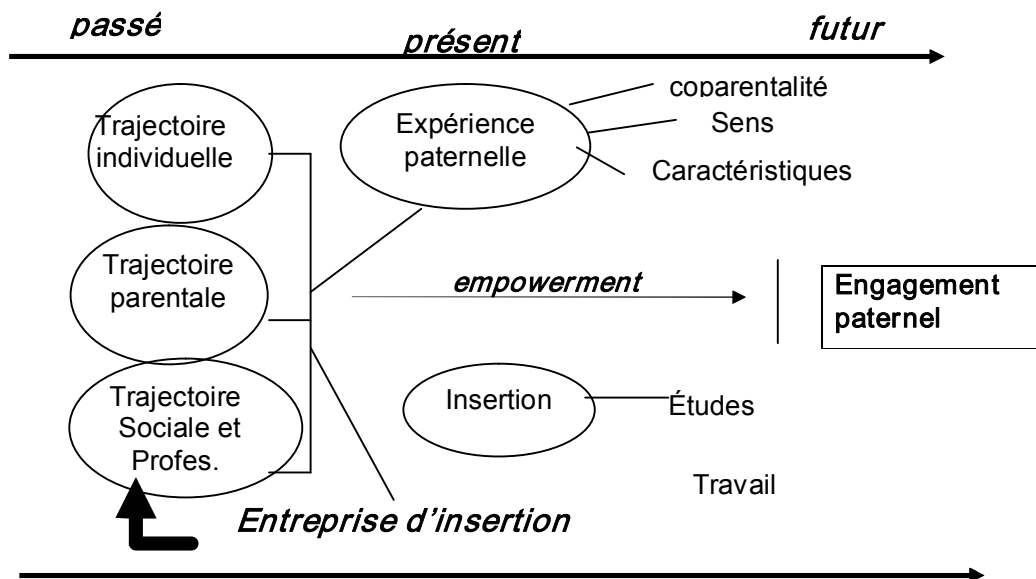 passé
présent
futur
Trajectoire
individuelle
Expérience
paternelle
coparentalité
Sens
Caractéristiques
Trajectoire
parentale
empowerment
Engagement
paternel
Trajectoire
Sociale et
Profes.
Insertion
Études
Travail
Entreprise d'insertion